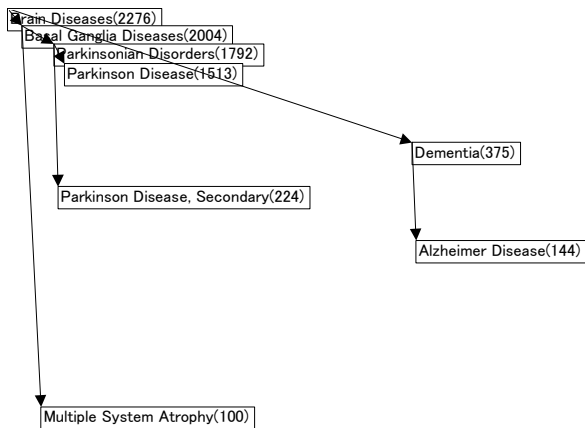 Brain Diseases(2276)
Basal Ganglia Diseases(2004)
Parkinsonian Disorders(1792)
Parkinson Disease(1513)
Dementia(375)
Parkinson Disease, Secondary(224)
Alzheimer Disease(144)
Multiple System Atrophy(100)